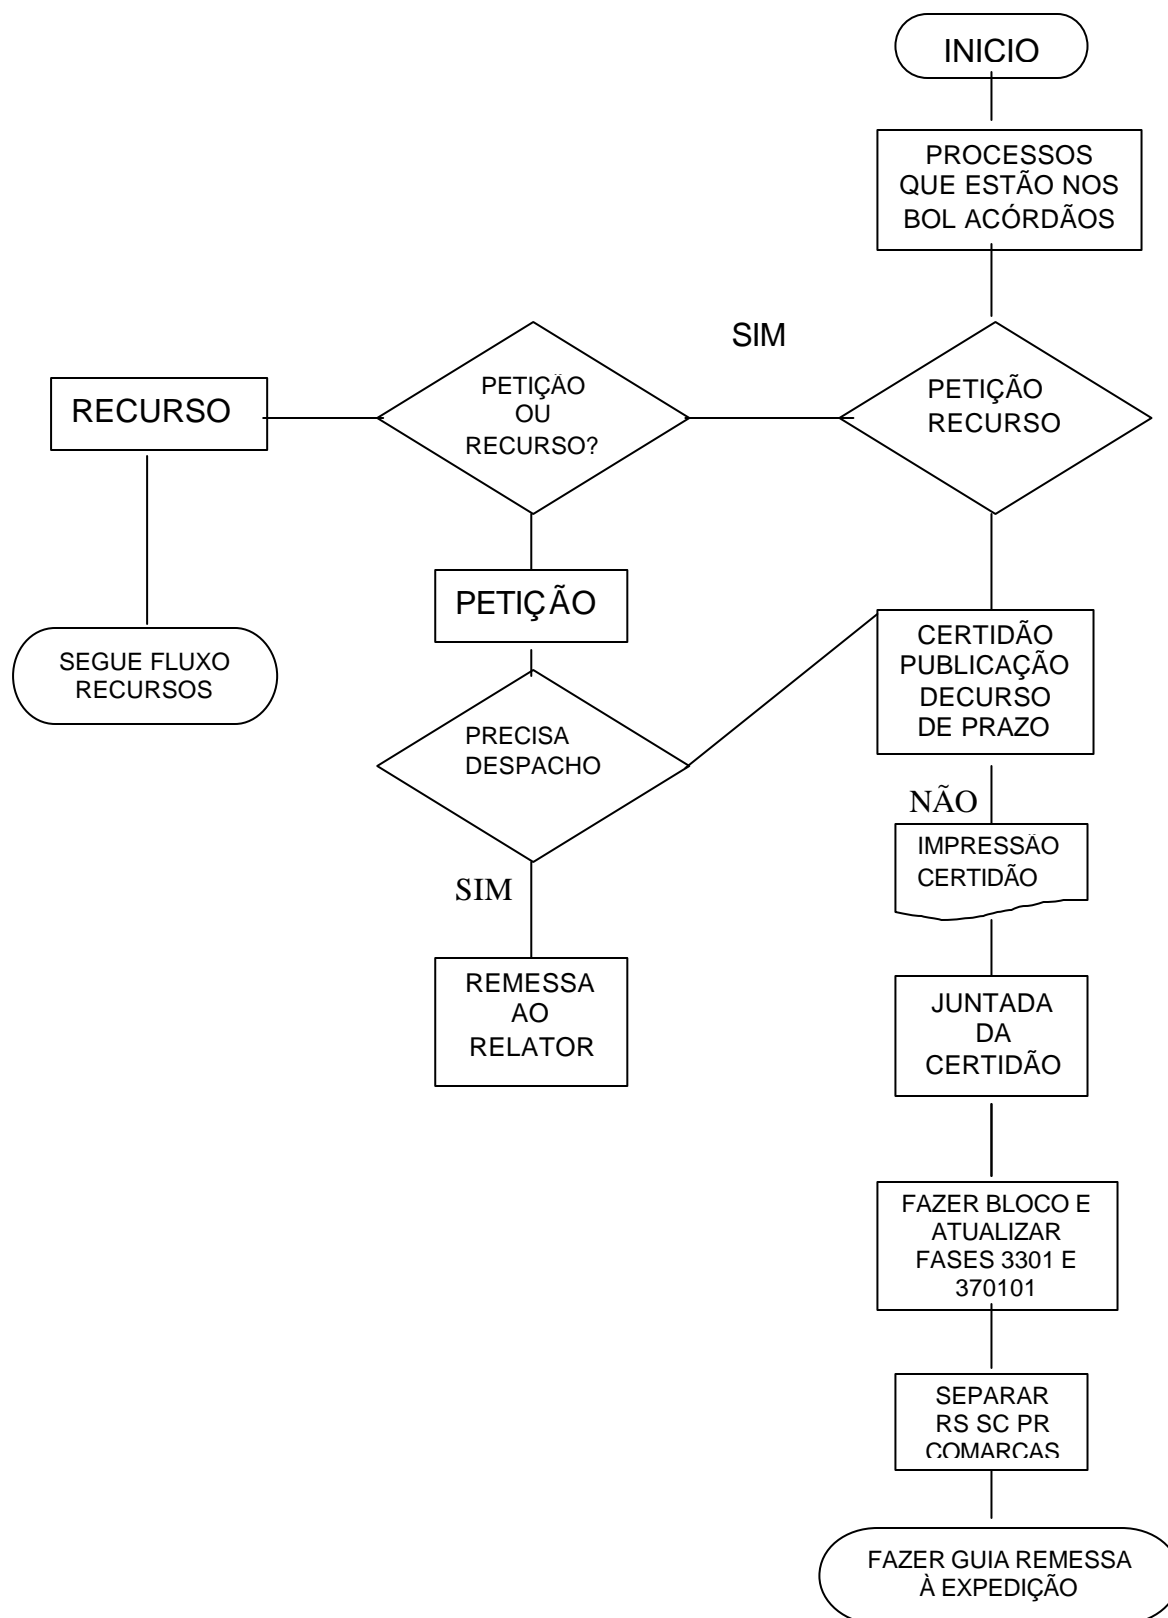 INICIO
PROCESSOS
QUE ESTÃO NOS
BOL ACÓRDÃOS
SIM
PETIÇÃO
RECURSO
PETIÇÃO
OU
RECURSO?
RECURSO
SEGUE FLUXO
RECURSOS
PETIÇÃO
PRECISA
DESPACHO
SIM
REMESSA
AO
RELATOR
CERTIDÃO
PUBLICAÇÃO
DECURSO
DE PRAZO
NÃO
IMPRESSÃO
CERTIDÃO
JUNTADA
DA
CERTIDÃO
FAZER BLOCO E
ATUALIZAR
FASES 3301 E
370101
SEPARAR
RS SC PR
COMARCAS
FAZER GUIA REMESSA
À EXPEDIÇÃO